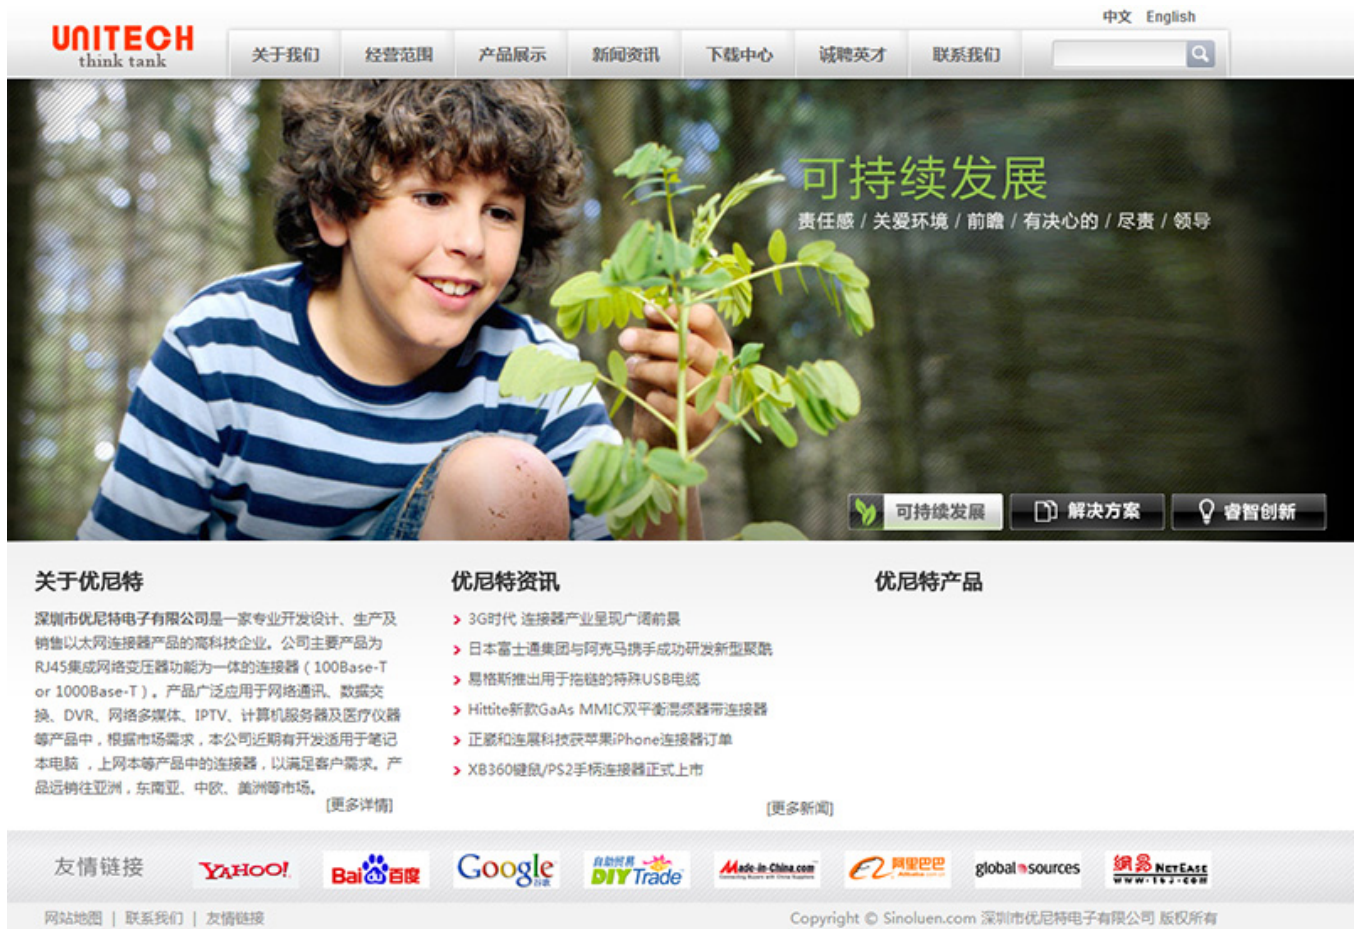 中文 English
UNITECH
think tank
关于我们 经营范围 产品展示 新闻资讯 下载中心 诚聘英才 联系我们
可持续发展
责任感 / 关爱环境 / 前瞻 / 有决心的 / 尽责 / 领导
可持续发展 解决方案 睿智创新
关于优尼特
深圳市优尼特电子有限公司是一家专业开发设计、生产及
销售以太网连接器产品的高科技企业。公司主要产品为
RJ45集成网络变压器功能为一体的连接器（100Base-T
or 1000Base-T）。产品广泛应用于网络通讯、数据交
换、DVR、网络多媒体、IPTV、计算机服务器及医疗仪器
等产品中，根据市场需求，本公司近期有开发适用于笔记
本电脑 ，上网本等产品中的连接器，以满足客户需求。产
品远销往亚洲，东南亚、中欧、美洲等市场。
[更多详情]
优尼特资讯
3G时代 连接器产业呈现广阔前景
日本富士通集团与阿克马携手成功研发新型聚酰
易格斯推出用于拖链的特殊USB电缆
Hittite新款GaAs MMIC双平衡混频器带连接器
正崴和连展科技获苹果iPhone连接器订单
XB360键鼠/PS2手柄连接器正式上市
[更多新闻]
优尼特产品
友情链接
YAHOO!
Bai du 百度
Google
谷歌
自助贸易
DIYTrade
Made-in-China.com
Connecting Buyers with China Suppliers
阿里巴巴
Alibaba.com.cn
global sources
網易 NETEASE
www.163.com
网站地图 | 联系我们 | 友情链接
Copyright © Sinoluen.com 深圳市优尼特电子有限公司 版权所有